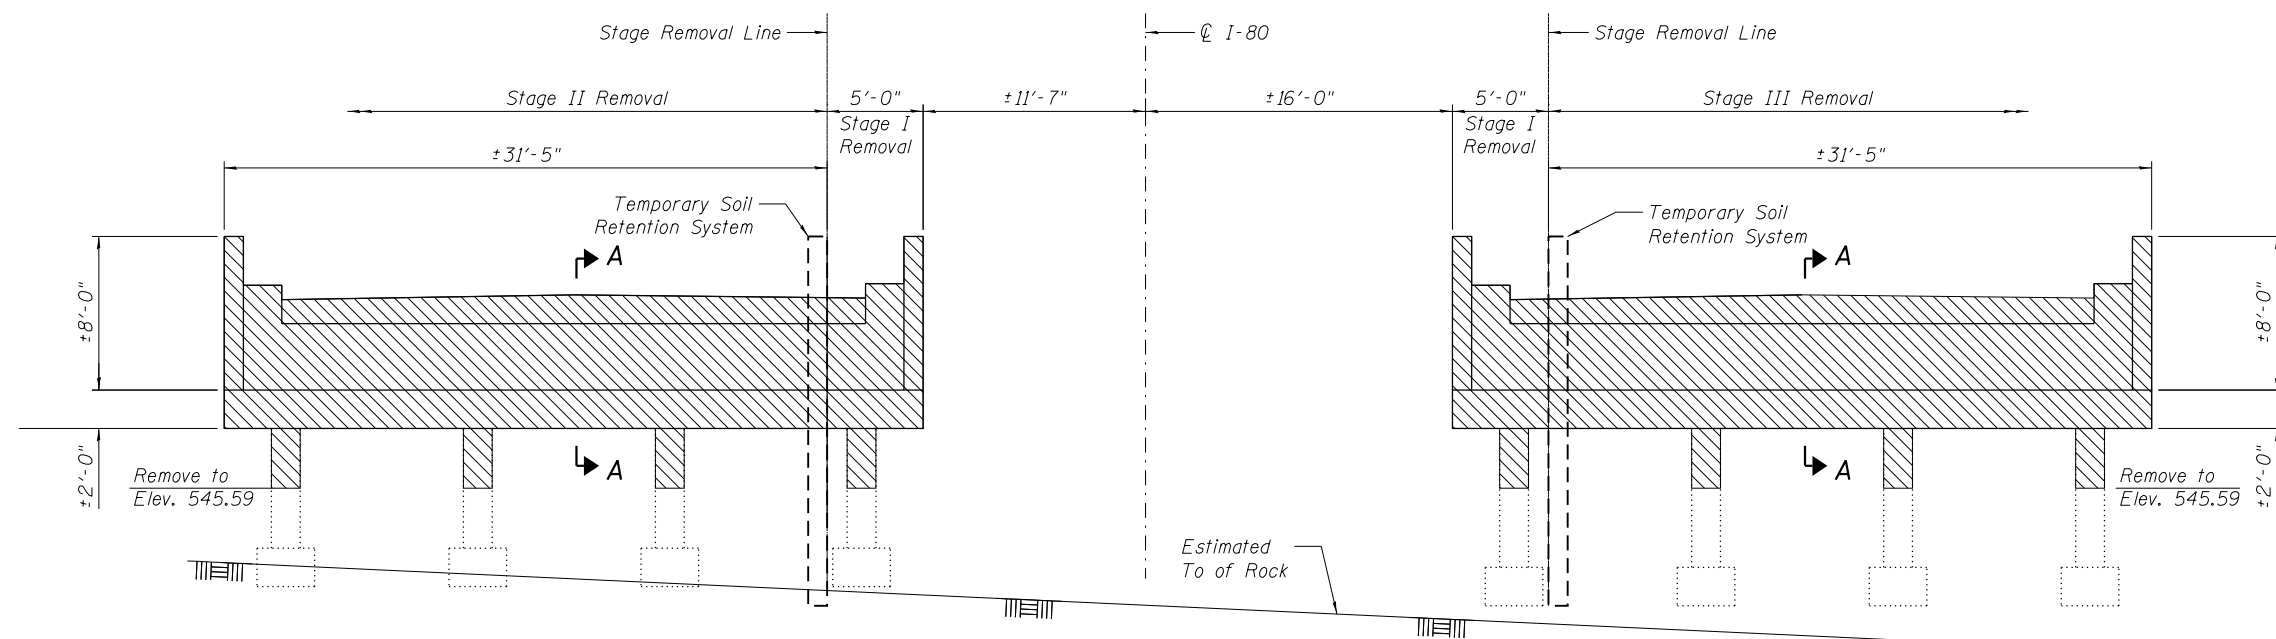 Stage Removal Line
℄ I-80
Stage Removal Line
Stage II Removal
5'-0"
±11'-7"
±16'-0"
5'-0"
Stage III Removal
Stage I
Removal
Stage I
Removal
±31'-5"
±31'-5"
Temporary Soil
Retention System
Temporary Soil
Retention System
A
A
±8'-0"
±8'-0"
A
A
±2'-0"
Remove to
Elev. 545.59
Remove to
Elev. 545.59
±2'-0"
Estimated
To of Rock